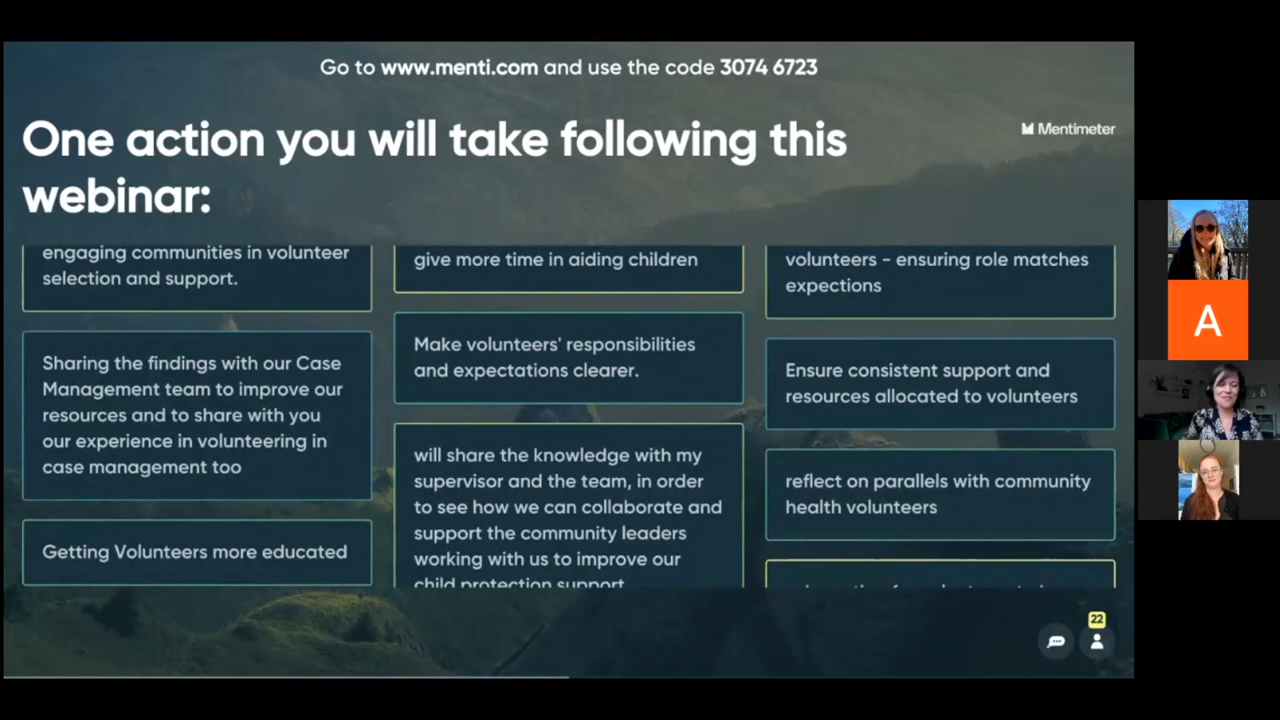 Go to www.menti.com and use the code 3074 6723
One action you will take following this
webinar:
Mentimeter
engaging communities in volunteer
selection and support.
Sharing the findings with our Case
Management team to improve our
resources and to share with you
our experience in volunteering in
case management too
Getting Volunteers more educated
give more time in aiding children
Make volunteers' responsibilities
and expectations clearer.
will share the knowledge with my
supervisor and the team, in order
to see how we can collaborate and
support the community leaders
working with us to improve our
child protection support
volunteers - ensuring role matches
expections
Ensure consistent support and
resources allocated to volunteers
reflect on parallels with community
health volunteers
22
A